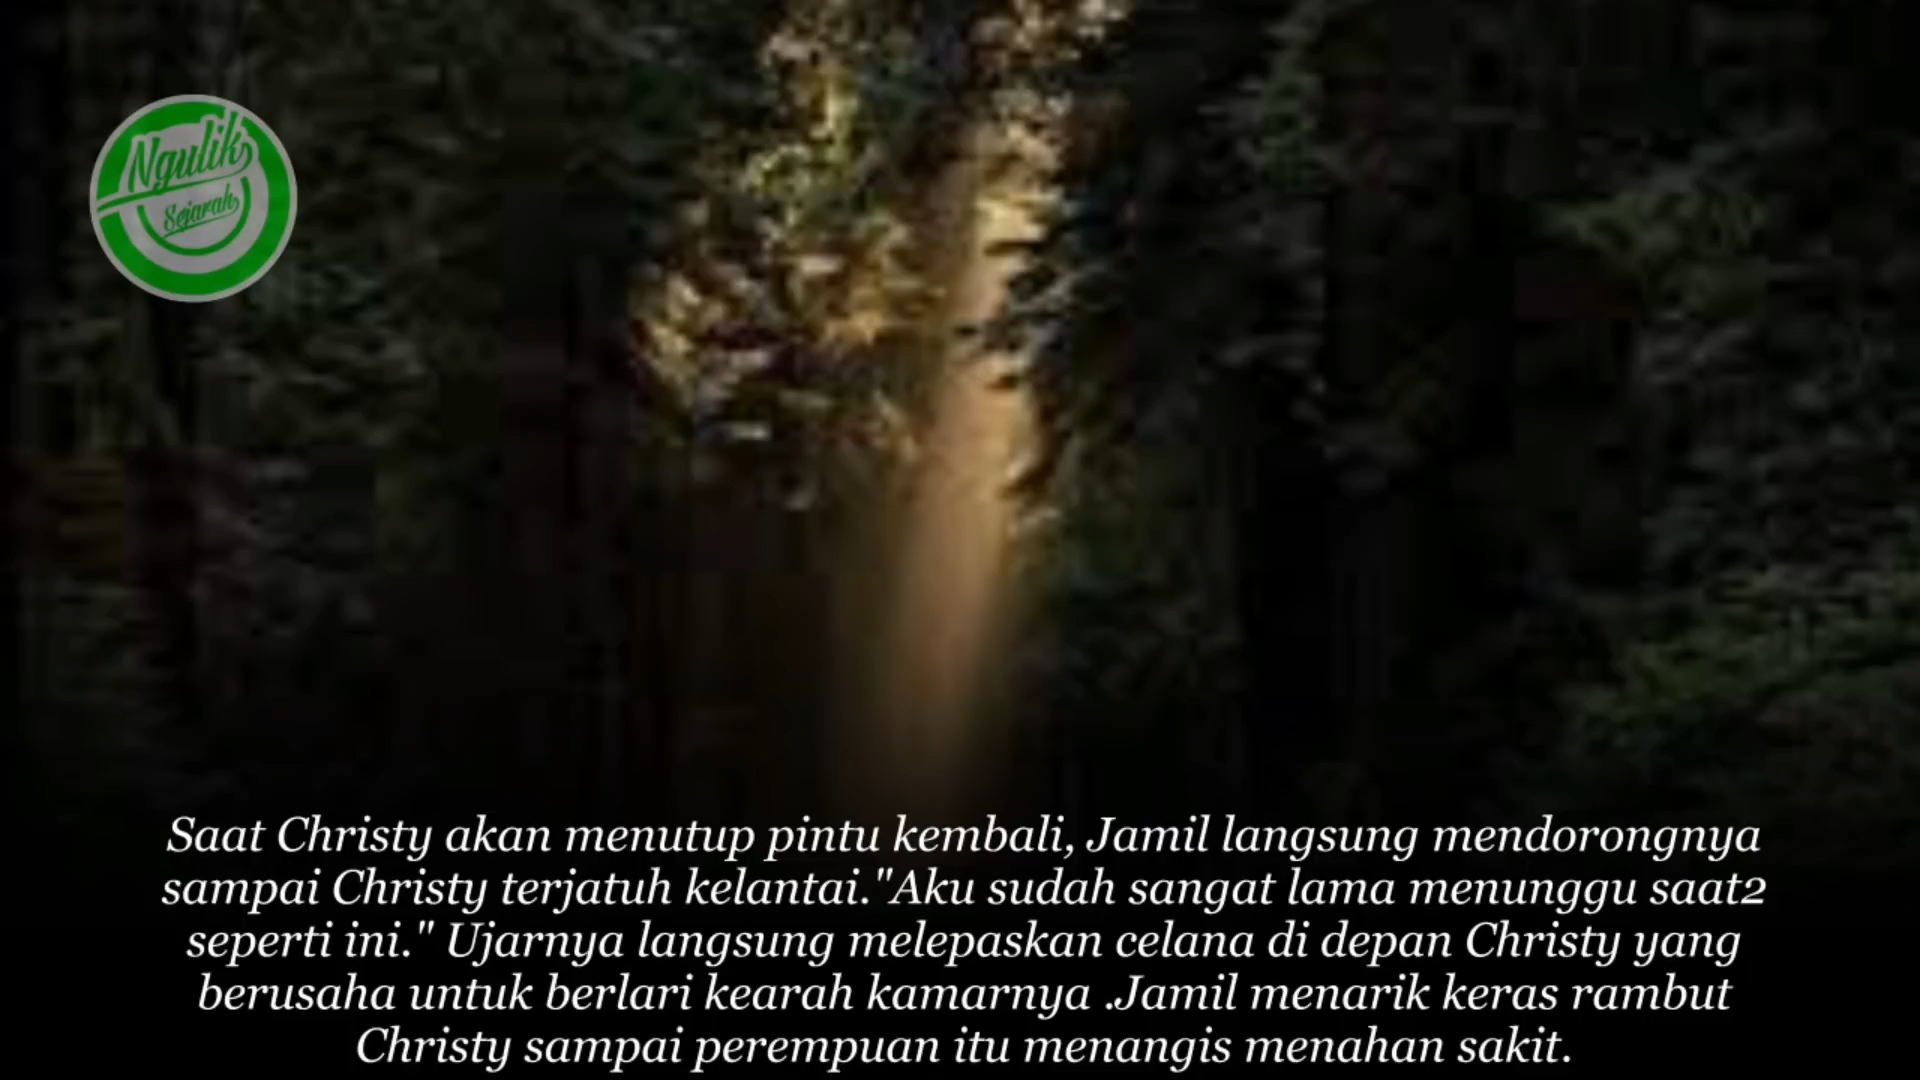 Ngulik
Sejarah
Saat Christy akan menutup pintu kembali, Jamil langsung mendorongnya
sampai Christy terjatuh kelantai."Aku sudah sangat lama menunggu saat2
seperti ini." Ujarnya langsung melepaskan celana di depan Christy yang
berusaha untuk berlari kearah kamarnya .Jamil menarik keras rambut
Christy sampai perempuan itu menangis menahan sakit.